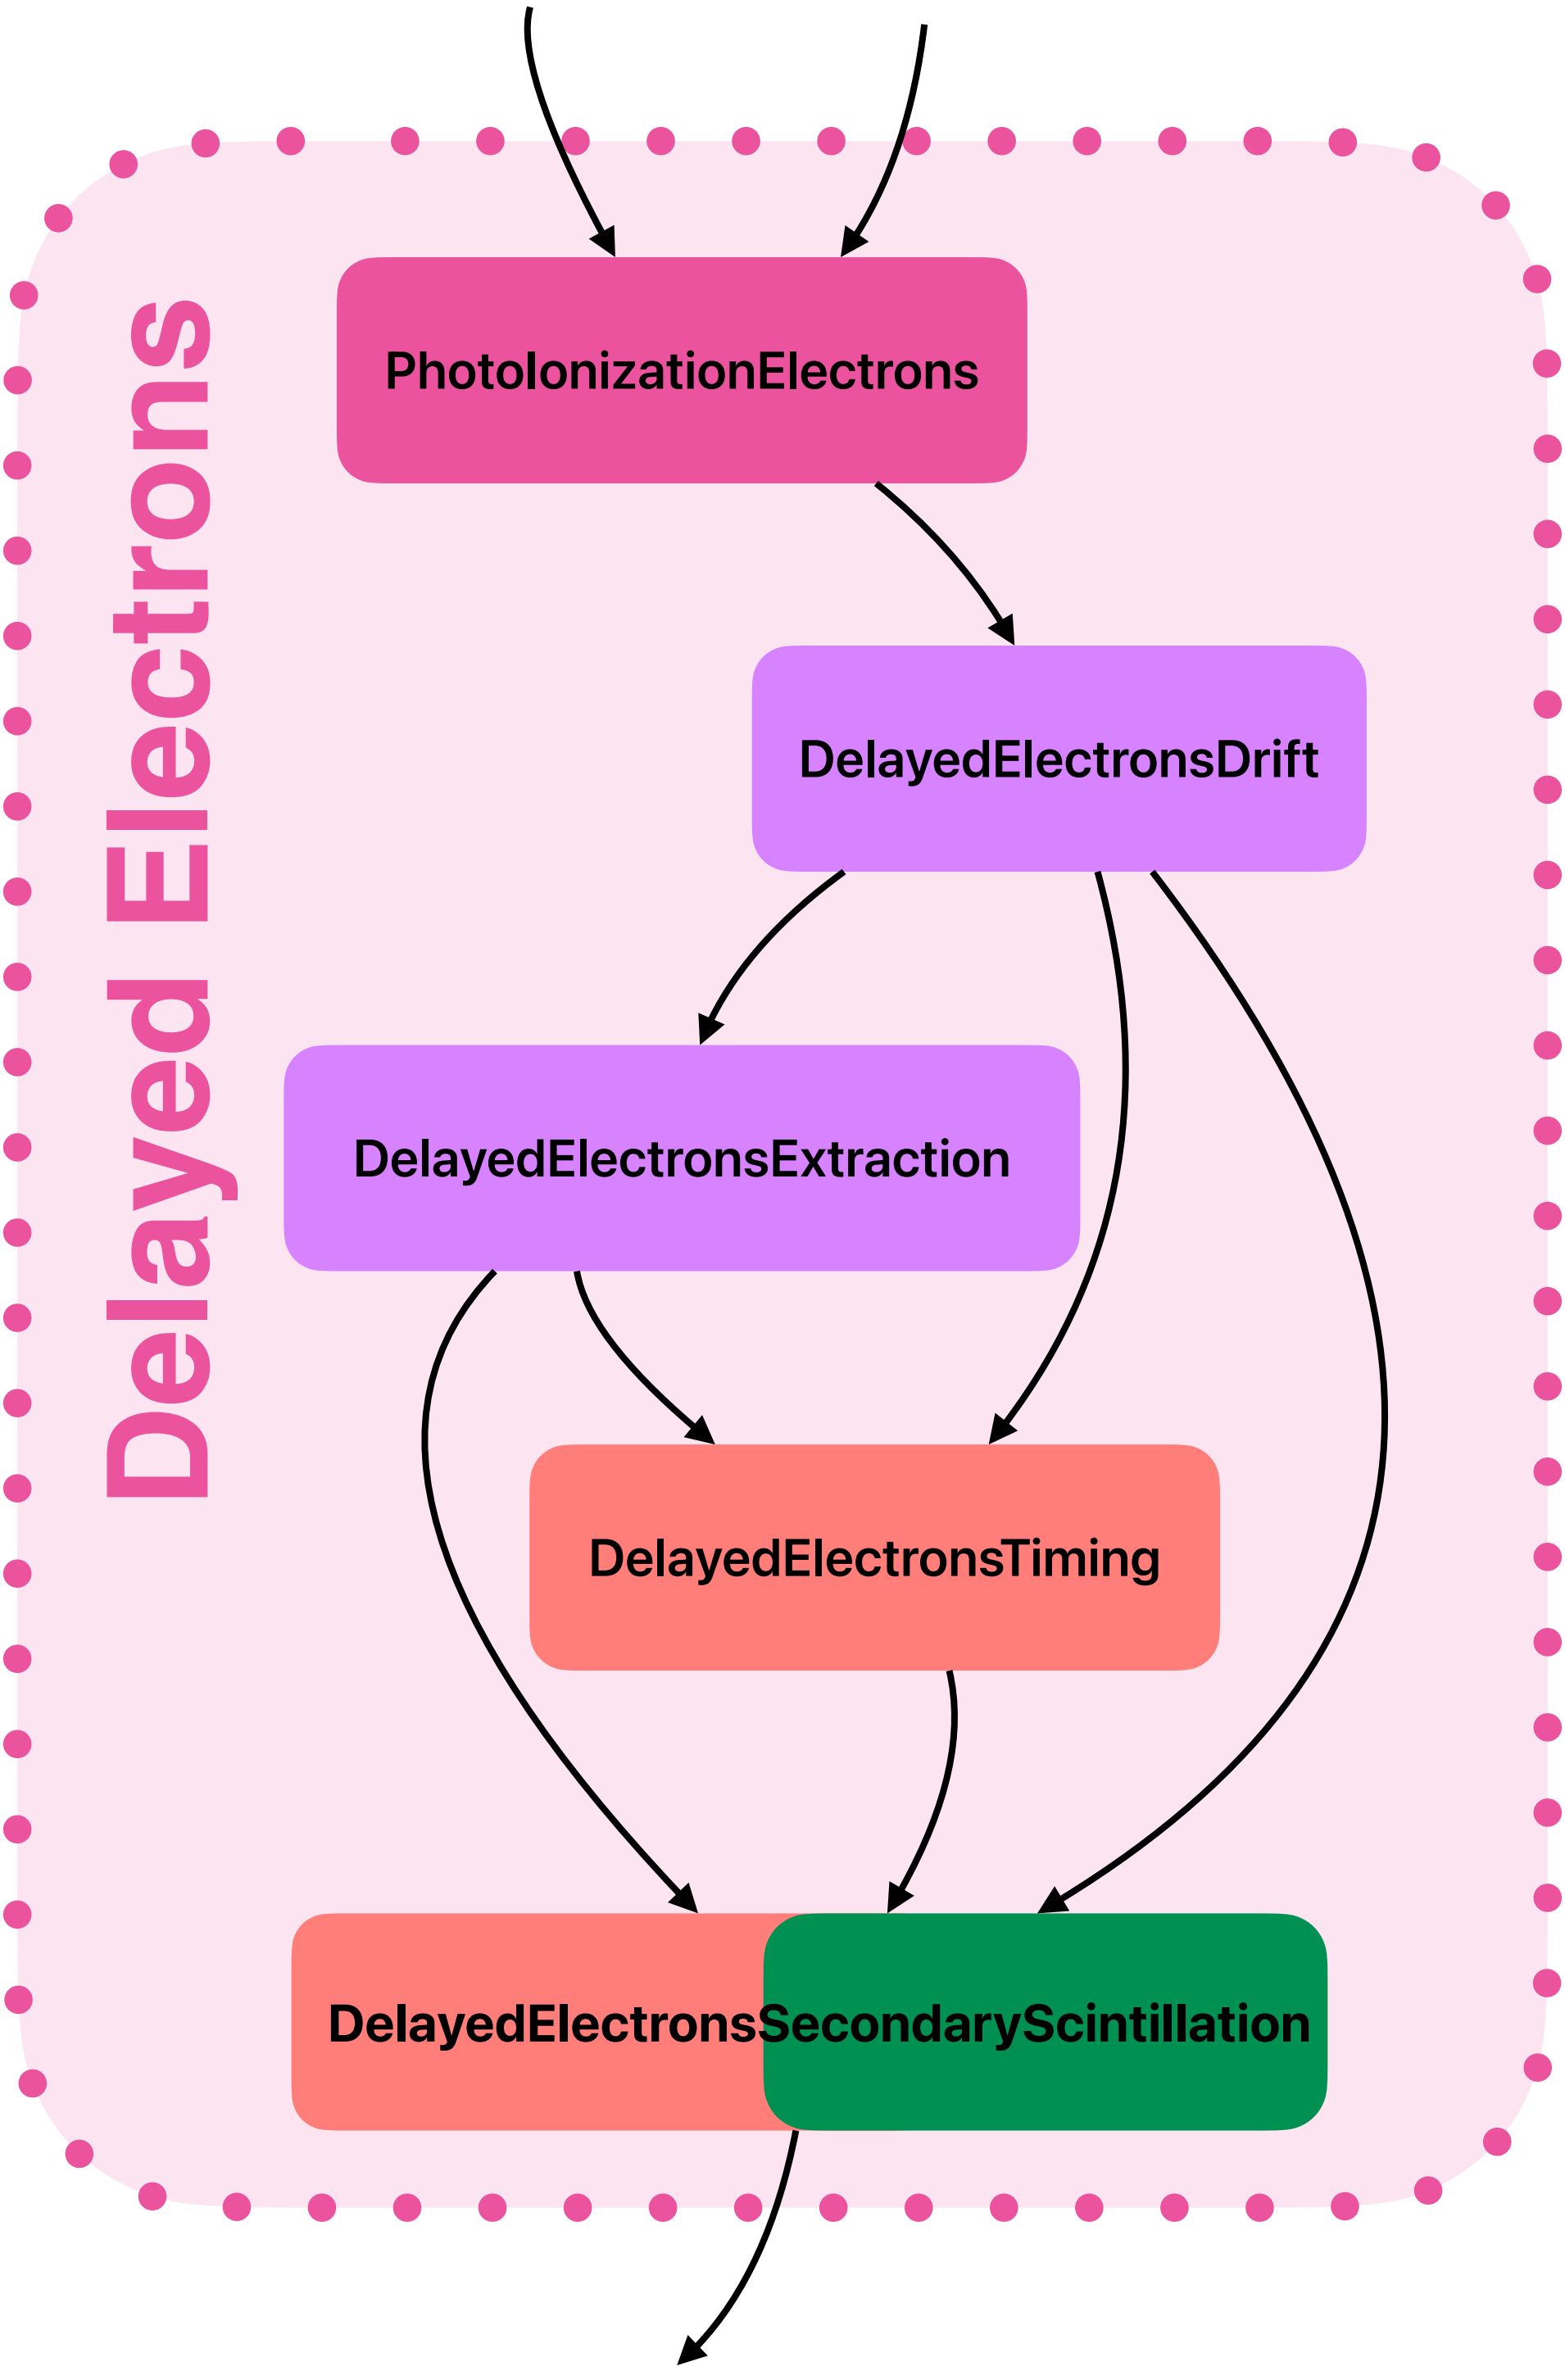 Delayed Electrons
PhotoIonizationElectrons
DelayedElectronsDrift
DelayedElectronsExtraction
DelayedElectronsTiming
DelayedElectronsSecondaryScintillation